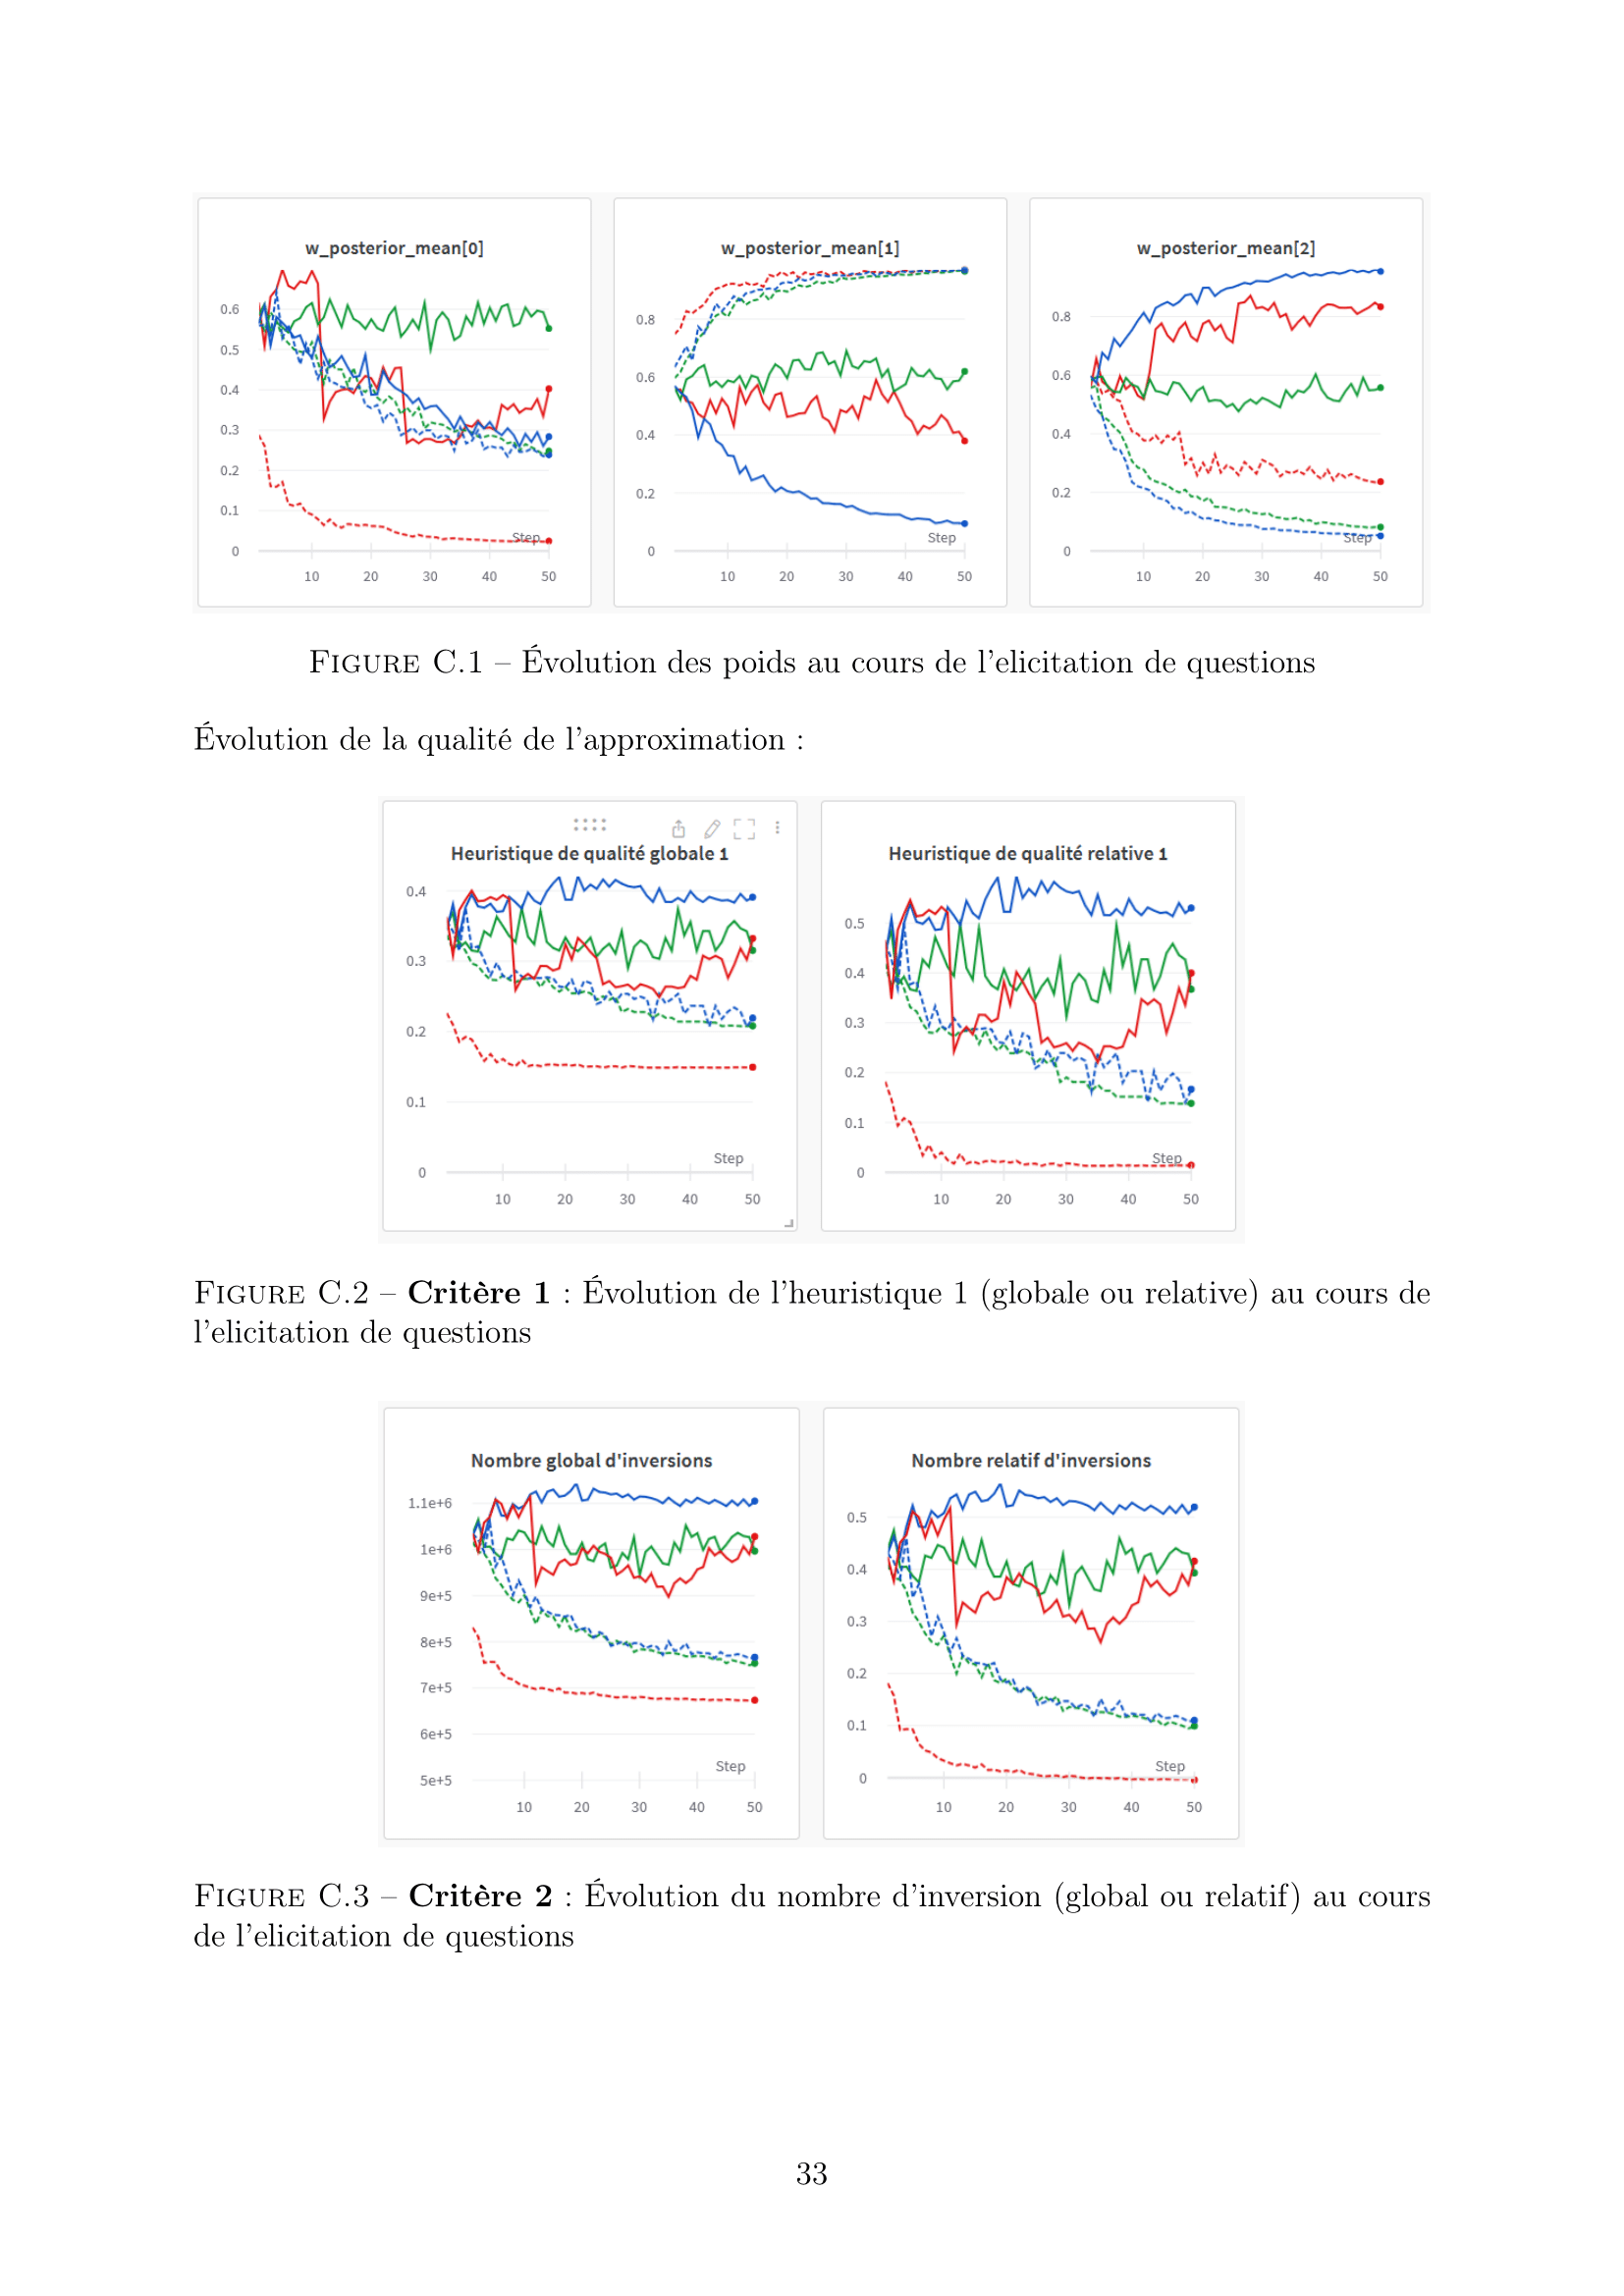 w_posterior_mean[0]
0.6
0.5
0.4
0.3
0.2
0.1
0
Step
10 20 30 40 50
w_posterior_mean[1]
0.8
0.6
0.4
0.2
0
Step
10 20 30 40 50
w_posterior_mean[2]
0.8
0.6
0.4
0.2
0
Step
10 20 30 40 50
FIGURE C.1 – Évolution des poids au cours de l'elicitation de questions
Évolution de la qualité de l'approximation :
Heuristique de qualité globale 1
0.4
0.3
0.2
0.1
0
Step
10 20 30 40 50
Heuristique de qualité relative 1
0.5
0.4
0.3
0.2
0.1
0
Step
10 20 30 40 50
FIGURE C.2 – Critère 1 : Évolution de l'heuristique 1 (globale ou relative) au cours de
l'elicitation de questions
Nombre global d'inversions
1.1e+6
1e+6
9e+5
8e+5
7e+5
6e+5
5e+5
Step
10 20 30 40 50
Nombre relatif d'inversions
0.5
0.4
0.3
0.2
0.1
0
Step
10 20 30 40 50
FIGURE C.3 – Critère 2 : Évolution du nombre d'inversion (global ou relatif) au cours
de l'elicitation de questions
33